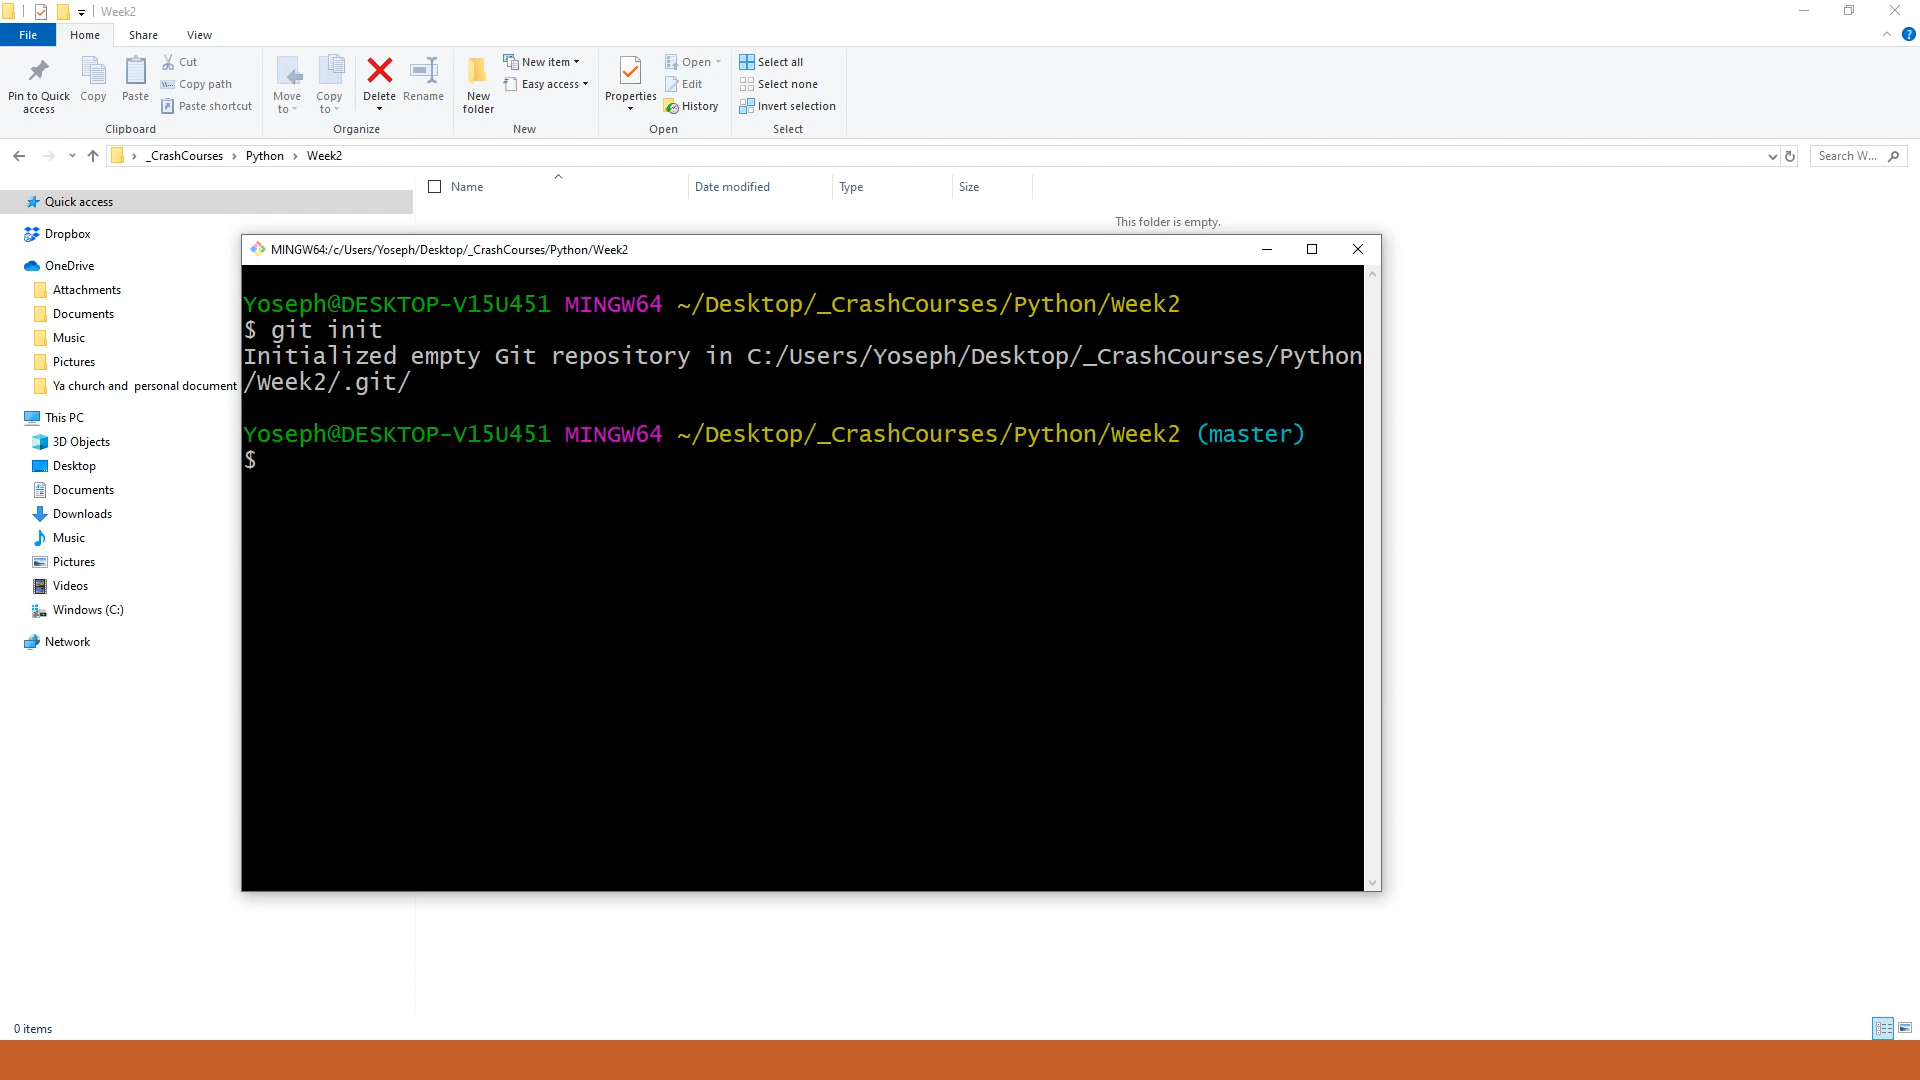 Week2
File Home Share View
Pin to Quick access
Copy
Paste
Cut
Copy path
Paste shortcut
Clipboard
Move to
Copy to
Delete
Rename
Organize
New folder
New item
Easy access
New
Properties
Open
Edit
History
Open
Select all
Select none
Invert selection
Select
_CrashCourses Python Week2
Search W...
Name Date modified Type Size
This folder is empty.
Quick access
Dropbox
OneDrive
Attachments
Documents
Music
Pictures
Ya church and personal document
This PC
3D Objects
Desktop
Documents
Downloads
Music
Pictures
Videos
Windows (C:)
Network
MINGW64:/c/Users/Yoseph/Desktop/_CrashCourses/Python/Week2
Yoseph@DESKTOP-V15U451 MINGW64 ~/Desktop/_CrashCourses/Python/Week2
$ git init
Initialized empty Git repository in C:/Users/Yoseph/Desktop/_CrashCourses/Python
/Week2/.git/
Yoseph@DESKTOP-V15U451 MINGW64 ~/Desktop/_CrashCourses/Python/Week2 (master)
$
0 items